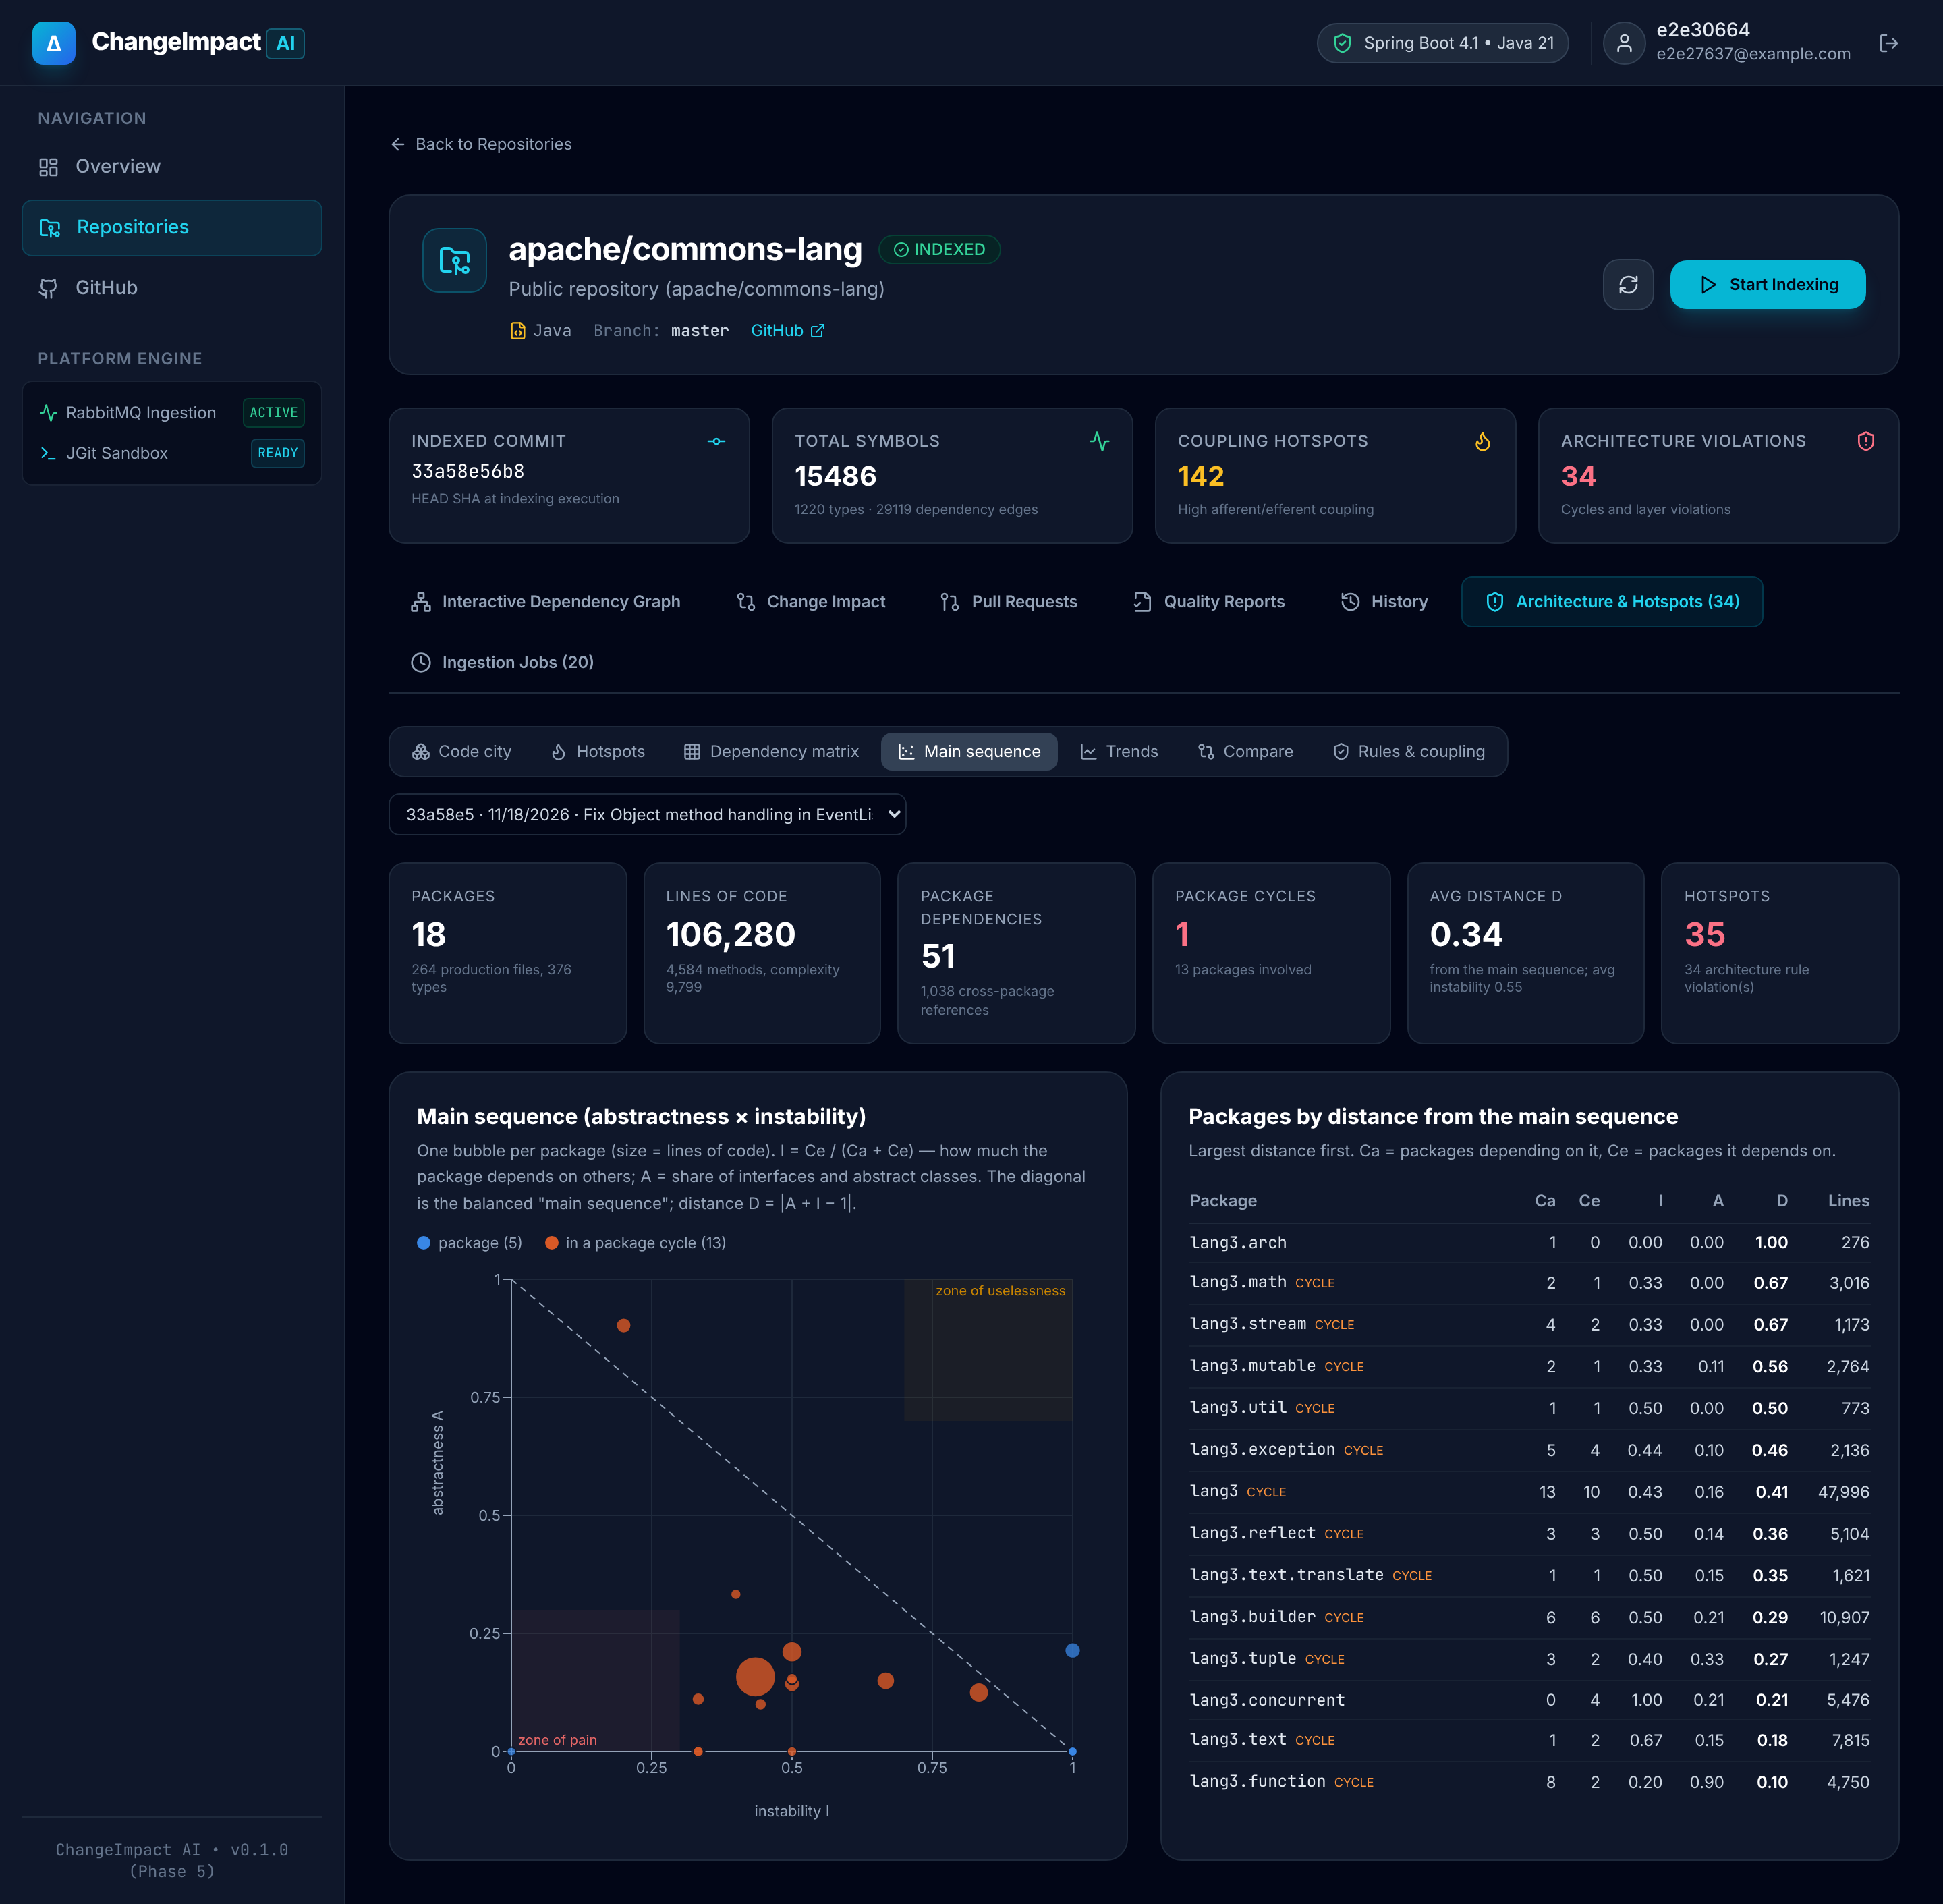 Δ ChangeImpact AI
Spring Boot 4.1 • Java 21
e2e30664
e2e27637@example.com
NAVIGATION
Overview
Repositories
GitHub
PLATFORM ENGINE
RabbitMQ Ingestion ACTIVE
JGit Sandbox READY
ChangeImpact AI • v0.1.0
(Phase 5)
Back to Repositories
apache/commons-lang INDEXED
Public repository (apache/commons-lang)
Java Branch: master GitHub
Start Indexing
INDEXED COMMIT
33a58e56b8
HEAD SHA at indexing execution
TOTAL SYMBOLS
15486
1220 types · 29119 dependency edges
COUPLING HOTSPOTS
142
High afferent/efferent coupling
ARCHITECTURE VIOLATIONS
34
Cycles and layer violations
Interactive Dependency Graph Change Impact Pull Requests Quality Reports History Architecture & Hotspots (34)
Ingestion Jobs (20)
Code city Hotspots Dependency matrix Main sequence Trends Compare Rules & coupling
33a58e5 · 11/18/2026 · Fix Object method handling in EventLi
PACKAGES
18
264 production files, 376
types
LINES OF CODE
106,280
4,584 methods, complexity
9,799
PACKAGE
DEPENDENCIES
51
1,038 cross-package
references
PACKAGE CYCLES
1
13 packages involved
AVG DISTANCE D
0.34
from the main sequence; avg
instability 0.55
HOTSPOTS
35
34 architecture rule
violation(s)
Main sequence (abstractness × instability)
One bubble per package (size = lines of code). I = Ce / (Ca + Ce) — how much the
package depends on others; A = share of interfaces and abstract classes. The diagonal
is the balanced "main sequence"; distance D = |A + I − 1|.
package (5) in a package cycle (13)
1
0.75
0.5
0.25
0
abstractness A
zone of uselessness
zone of pain
0 0.25 0.5 0.75 1
instability I
Packages by distance from the main sequence
Largest distance first. Ca = packages depending on it, Ce = packages it depends on.
Package Ca Ce I A D Lines
lang3.arch 1 0 0.00 0.00 1.00 276
lang3.math CYCLE 2 1 0.33 0.00 0.67 3,016
lang3.stream CYCLE 4 2 0.33 0.00 0.67 1,173
lang3.mutable CYCLE 2 1 0.33 0.11 0.56 2,764
lang3.util CYCLE 1 1 0.50 0.00 0.50 773
lang3.exception CYCLE 5 4 0.44 0.10 0.46 2,136
lang3 CYCLE 13 10 0.43 0.16 0.41 47,996
lang3.reflect CYCLE 3 3 0.50 0.14 0.36 5,104
lang3.text.translate CYCLE 1 1 0.50 0.15 0.35 1,621
lang3.builder CYCLE 6 6 0.50 0.21 0.29 10,907
lang3.tuple CYCLE 3 2 0.40 0.33 0.27 1,247
lang3.concurrent 0 4 1.00 0.21 0.21 5,476
lang3.text CYCLE 1 2 0.67 0.15 0.18 7,815
lang3.function CYCLE 8 2 0.20 0.90 0.10 4,750